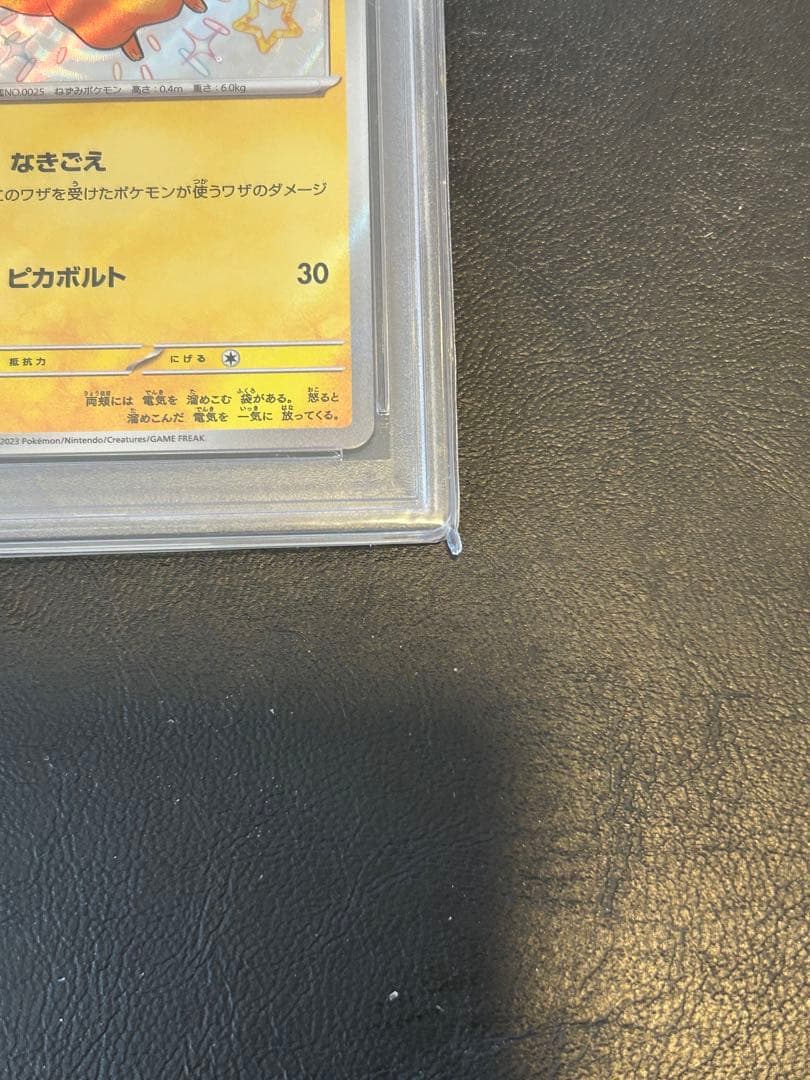 NO.0025 ねずみポケモン 高さ:0.4m 重さ:6.0kg
なきごえ
このワザを受けたポケモンが使うワザのダメージ
ピカボルト 30
抵抗力 にげる
両頬には 電気を 溜めこむ 袋がある。 怒ると
溜めこんだ 電気を 一気に 放ってくる。
2023 Pokémon/Nintendo/Creatures/GAME FREAK